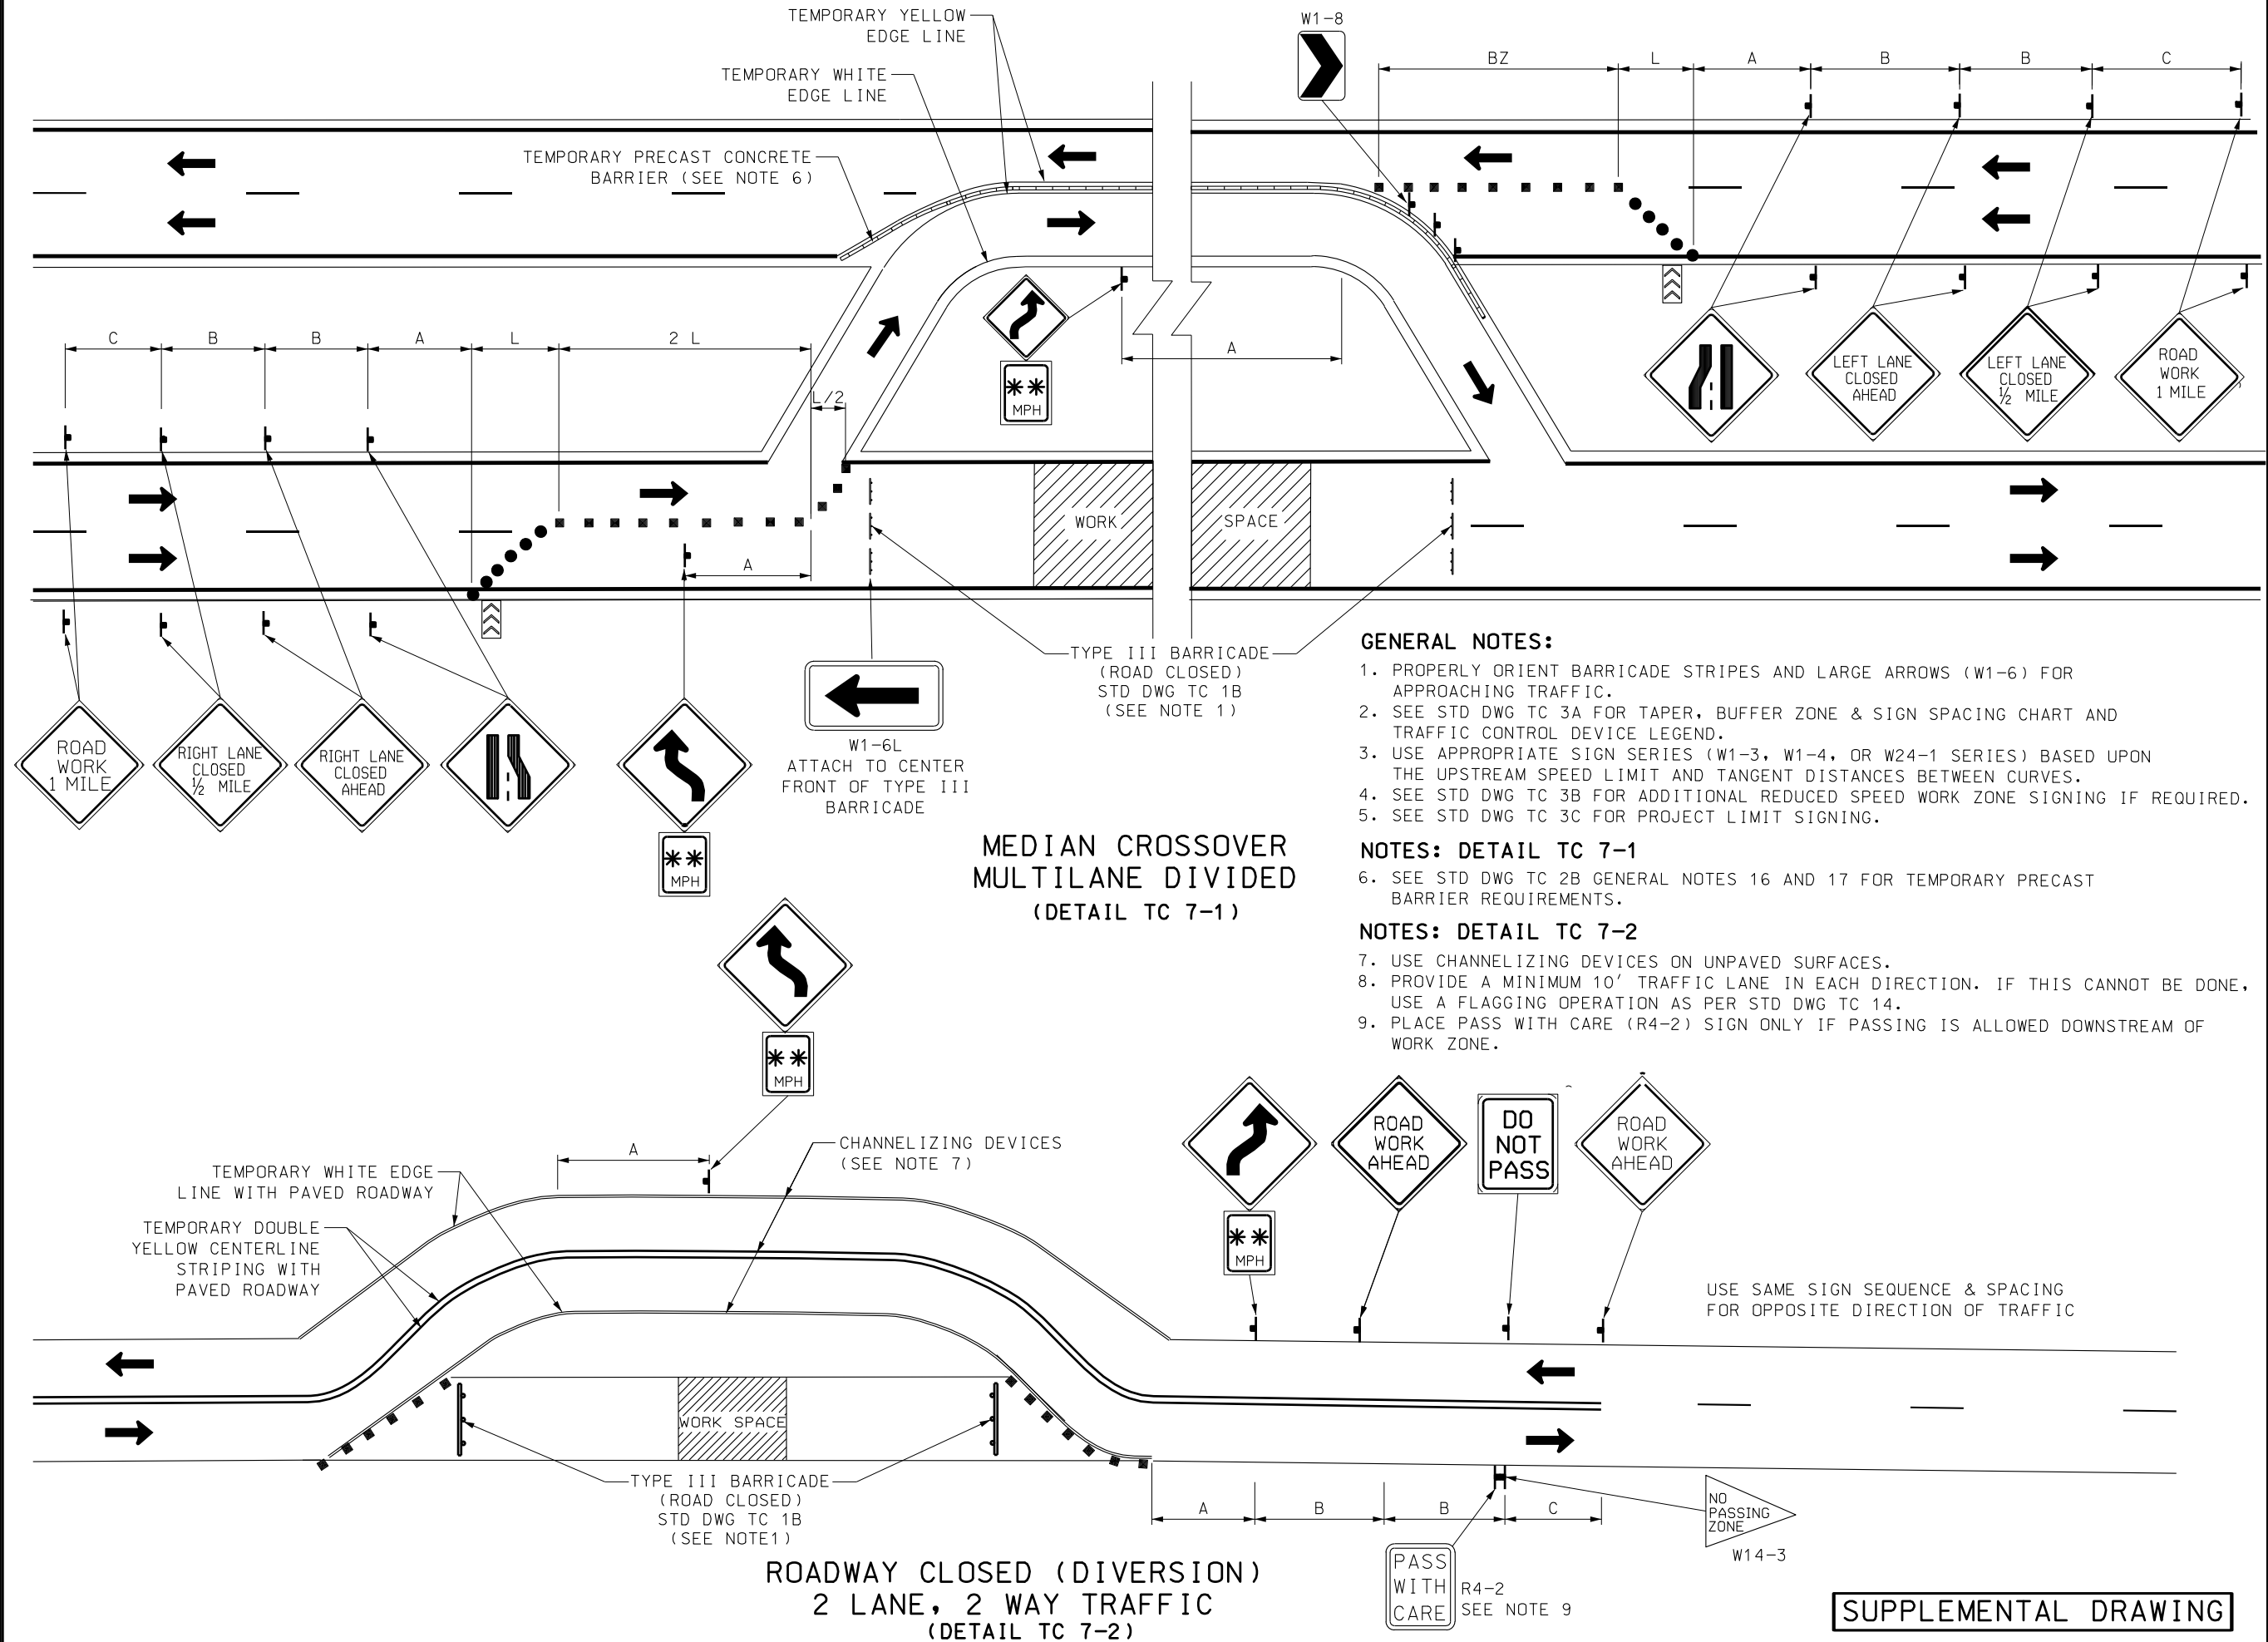 TEMPORARY YELLOW
EDGE LINE
TEMPORARY WHITE
EDGE LINE
TEMPORARY PRECAST CONCRETE
BARRIER (SEE NOTE 6)
W1-8
BZ
L
A
B
B
C
C
B
B
A
L
2 L
L/2
A
**
MPH
LEFT LANE
CLOSED
AHEAD
LEFT LANE
CLOSED
½ MILE
ROAD
WORK
1 MILE
WORK
SPACE
A
TYPE III BARRICADE
(ROAD CLOSED)
STD DWG TC 1B
(SEE NOTE 1)
ROAD
WORK
1 MILE
RIGHT LANE
CLOSED
½ MILE
RIGHT LANE
CLOSED
AHEAD
**
MPH
W1-6L
ATTACH TO CENTER
FRONT OF TYPE III
BARRICADE
MEDIAN CROSSOVER
MULTILANE DIVIDED
(DETAIL TC 7-1)
GENERAL NOTES:
1. PROPERLY ORIENT BARRICADE STRIPES AND LARGE ARROWS (W1-6) FOR
APPROACHING TRAFFIC.
2. SEE STD DWG TC 3A FOR TAPER, BUFFER ZONE & SIGN SPACING CHART AND
TRAFFIC CONTROL DEVICE LEGEND.
3. USE APPROPRIATE SIGN SERIES (W1-3, W1-4, OR W24-1 SERIES) BASED UPON
THE UPSTREAM SPEED LIMIT AND TANGENT DISTANCES BETWEEN CURVES.
4. SEE STD DWG TC 3B FOR ADDITIONAL REDUCED SPEED WORK ZONE SIGNING IF REQUIRED.
5. SEE STD DWG TC 3C FOR PROJECT LIMIT SIGNING.
NOTES: DETAIL TC 7-1
6. SEE STD DWG TC 2B GENERAL NOTES 16 AND 17 FOR TEMPORARY PRECAST
BARRIER REQUIREMENTS.
NOTES: DETAIL TC 7-2
7. USE CHANNELIZING DEVICES ON UNPAVED SURFACES.
8. PROVIDE A MINIMUM 10' TRAFFIC LANE IN EACH DIRECTION. IF THIS CANNOT BE DONE,
USE A FLAGGING OPERATION AS PER STD DWG TC 14.
9. PLACE PASS WITH CARE (R4-2) SIGN ONLY IF PASSING IS ALLOWED DOWNSTREAM OF
WORK ZONE.
**
MPH
A
CHANNELIZING DEVICES
(SEE NOTE 7)
TEMPORARY WHITE EDGE
LINE WITH PAVED ROADWAY
TEMPORARY DOUBLE
YELLOW CENTERLINE
STRIPING WITH
PAVED ROADWAY
**
MPH
ROAD
WORK
AHEAD
DO
NOT
PASS
ROAD
WORK
AHEAD
USE SAME SIGN SEQUENCE & SPACING
FOR OPPOSITE DIRECTION OF TRAFFIC
WORK SPACE
TYPE III BARRICADE
(ROAD CLOSED)
STD DWG TC 1B
(SEE NOTE1)
A
B
B
C
NO
PASSING
ZONE
W14-3
PASS
WITH
CARE
R4-2
SEE NOTE 9
ROADWAY CLOSED (DIVERSION)
2 LANE, 2 WAY TRAFFIC
(DETAIL TC 7-2)
SUPPLEMENTAL DRAWING